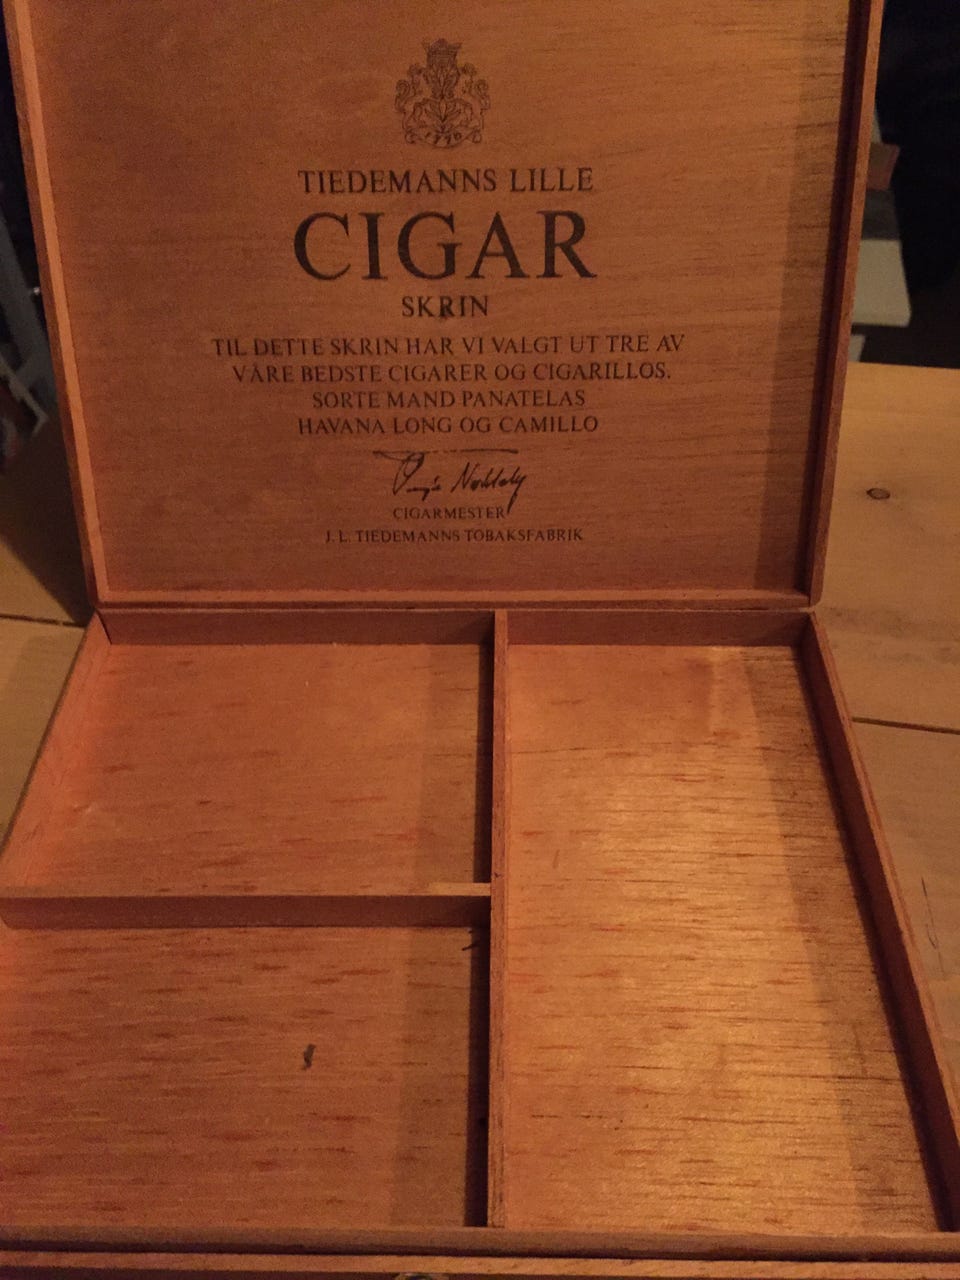 1770
TIEDEMANNS LILLE
CIGAR
SKRIN
TIL DETTE SKRIN HAR VI VALGT UT TRE AV
VÅRE BEDSTE CIGARER OG CIGARILLOS.
SORTE MAND PANATELAS
HAVANA LONG OG CAMILLO
CIGARMESTER
J. L. TIEDEMANNS TOBAKSFABRIK